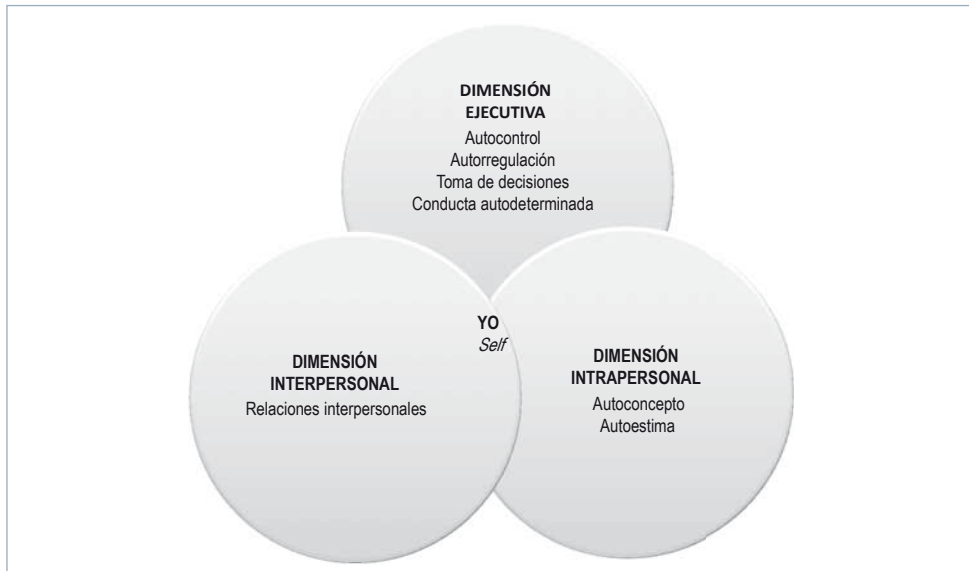 DIMENSIÓN
EJECUTIVA
Autocontrol
Autorregulación
Toma de decisiones
Conducta autodeterminada
YO
Self
DIMENSIÓN
INTERPERSONAL
Relaciones interpersonales
DIMENSIÓN
INTRAPERSONAL
Autoconcepto
Autoestima